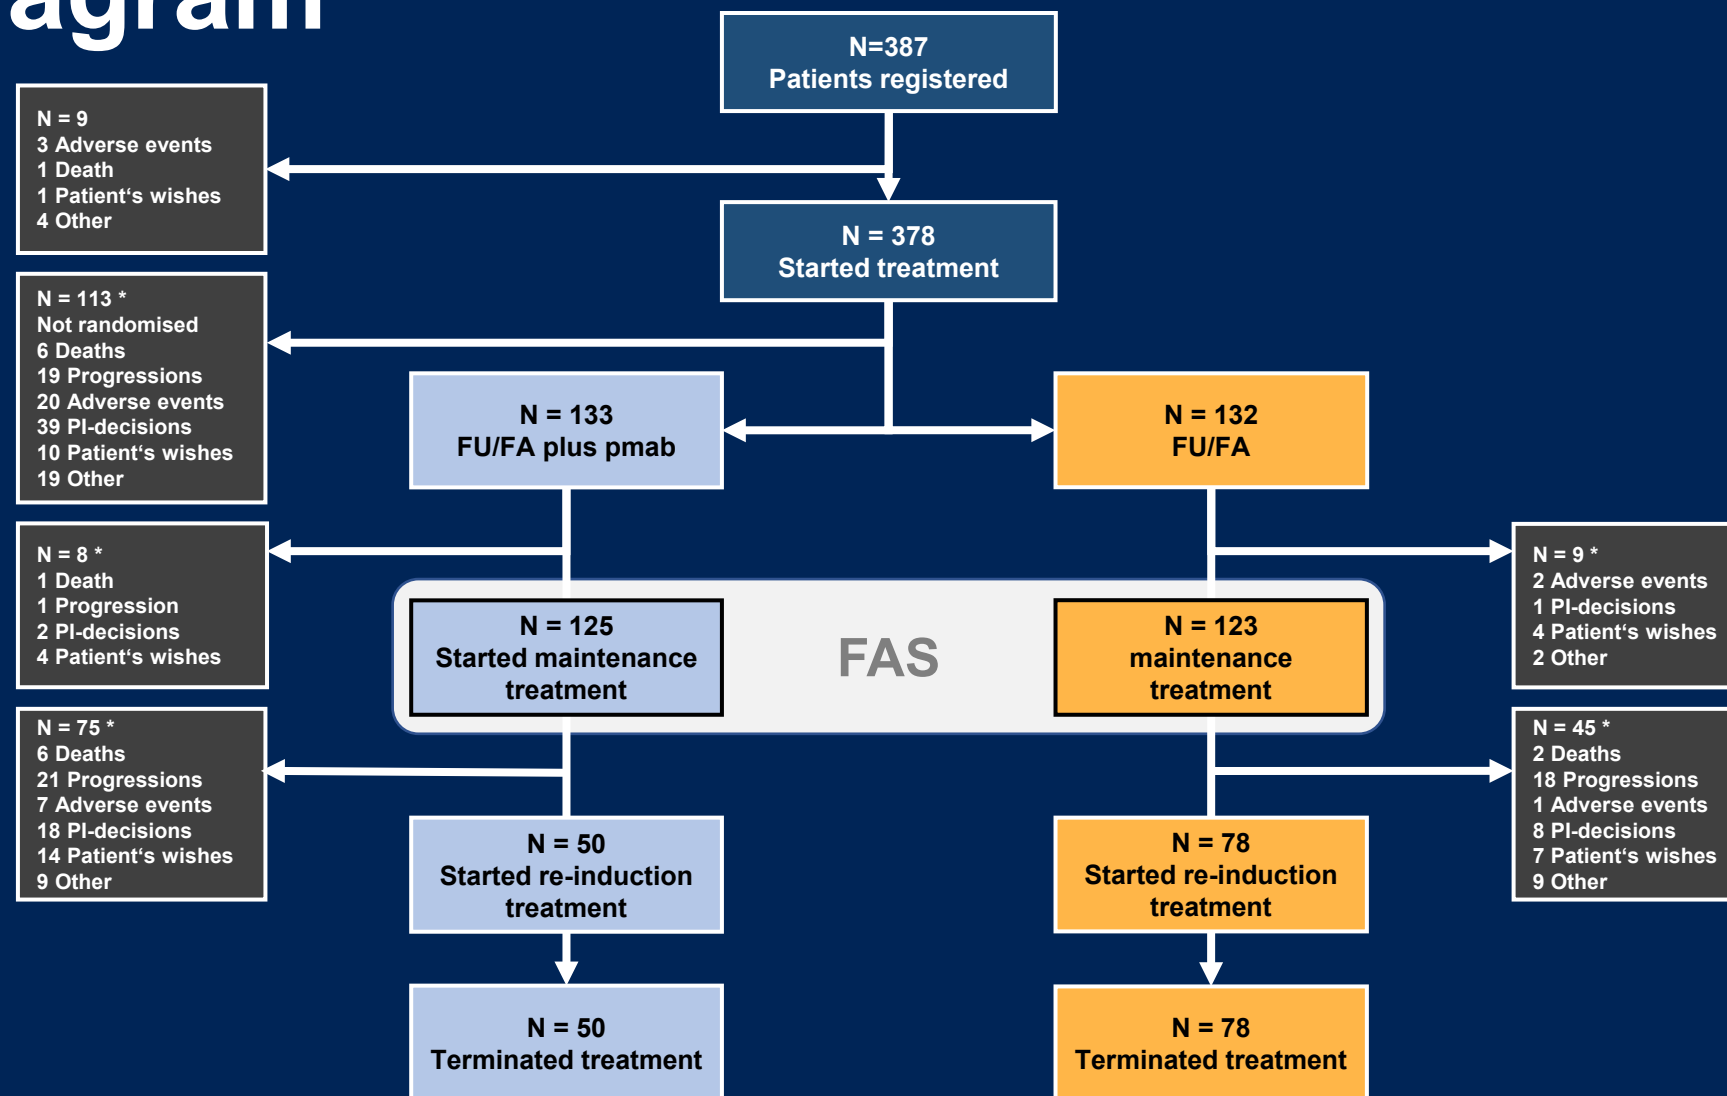 agram
N=387
Patients registered
N = 9
3 Adverse events
1 Death
1 Patient‘s wishes
4 Other
N = 378
Started treatment
N = 113 *
Not randomised
6 Deaths
19 Progressions
20 Adverse events
39 PI-decisions
10 Patient‘s wishes
19 Other
N = 133
FU/FA plus pmab
N = 132
FU/FA
N = 8 *
1 Death
1 Progression
2 PI-decisions
4 Patient‘s wishes
N = 9 *
2 Adverse events
1 PI-decisions
4 Patient‘s wishes
2 Other
N = 125
Started maintenance
treatment
FAS
N = 123
maintenance
treatment
N = 75 *
6 Deaths
21 Progressions
7 Adverse events
18 PI-decisions
14 Patient‘s wishes
9 Other
N = 45 *
2 Deaths
18 Progressions
1 Adverse events
8 PI-decisions
7 Patient‘s wishes
9 Other
N = 50
Started re-induction
treatment
N = 78
Started re-induction
treatment
N = 50
Terminated treatment
N = 78
Terminated treatment